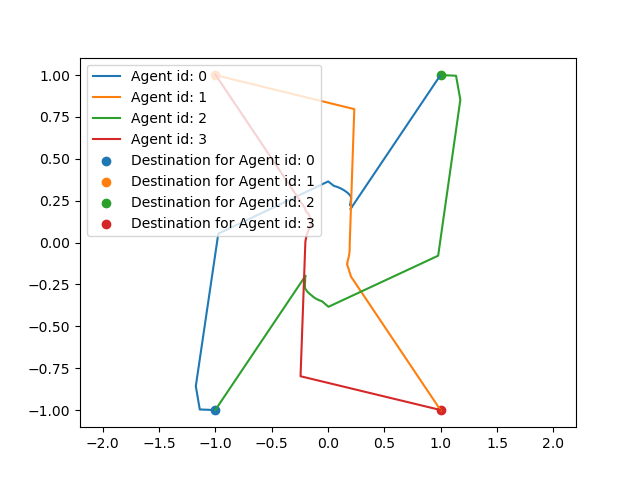 1.00
0.75
0.50
0.25
0.00
−0.25
−0.50
−0.75
−1.00
Agent id: 0
Agent id: 1
Agent id: 2
Agent id: 3
Destination for Agent id: 0
Destination for Agent id: 1
Destination for Agent id: 2
Destination for Agent id: 3
−2.0 −1.5 −1.0 −0.5 0.0 0.5 1.0 1.5 2.0